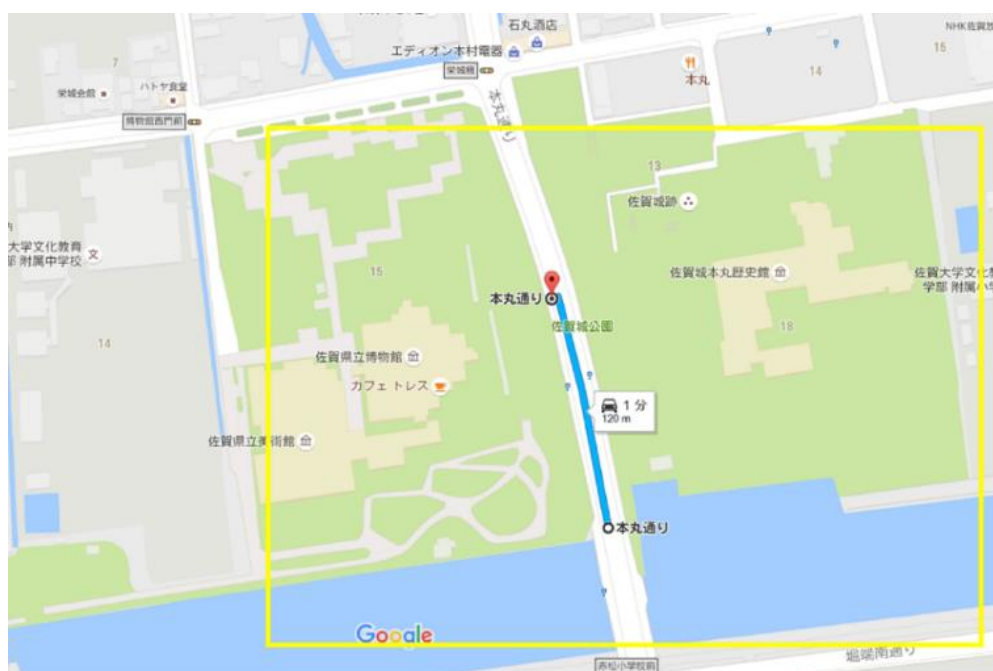 石丸酒店
NHK佐賀放
エディオン本村電器
栄城橋
15
14
本丸
7
ハトヤ食堂
栄城会館
博物館西門前
本丸通り
13
佐賀城跡
大学文化教育
部 附属中学校
文
15
佐賀城本丸歴史館
佐賀大学文化教
学部 附属小学
本丸通り
佐賀城公園
18
14
佐賀県立博物館
カフェ トレス
1 分
120 m
佐賀県立美術館
本丸通り
Google
堀端南通り
赤松小学校前